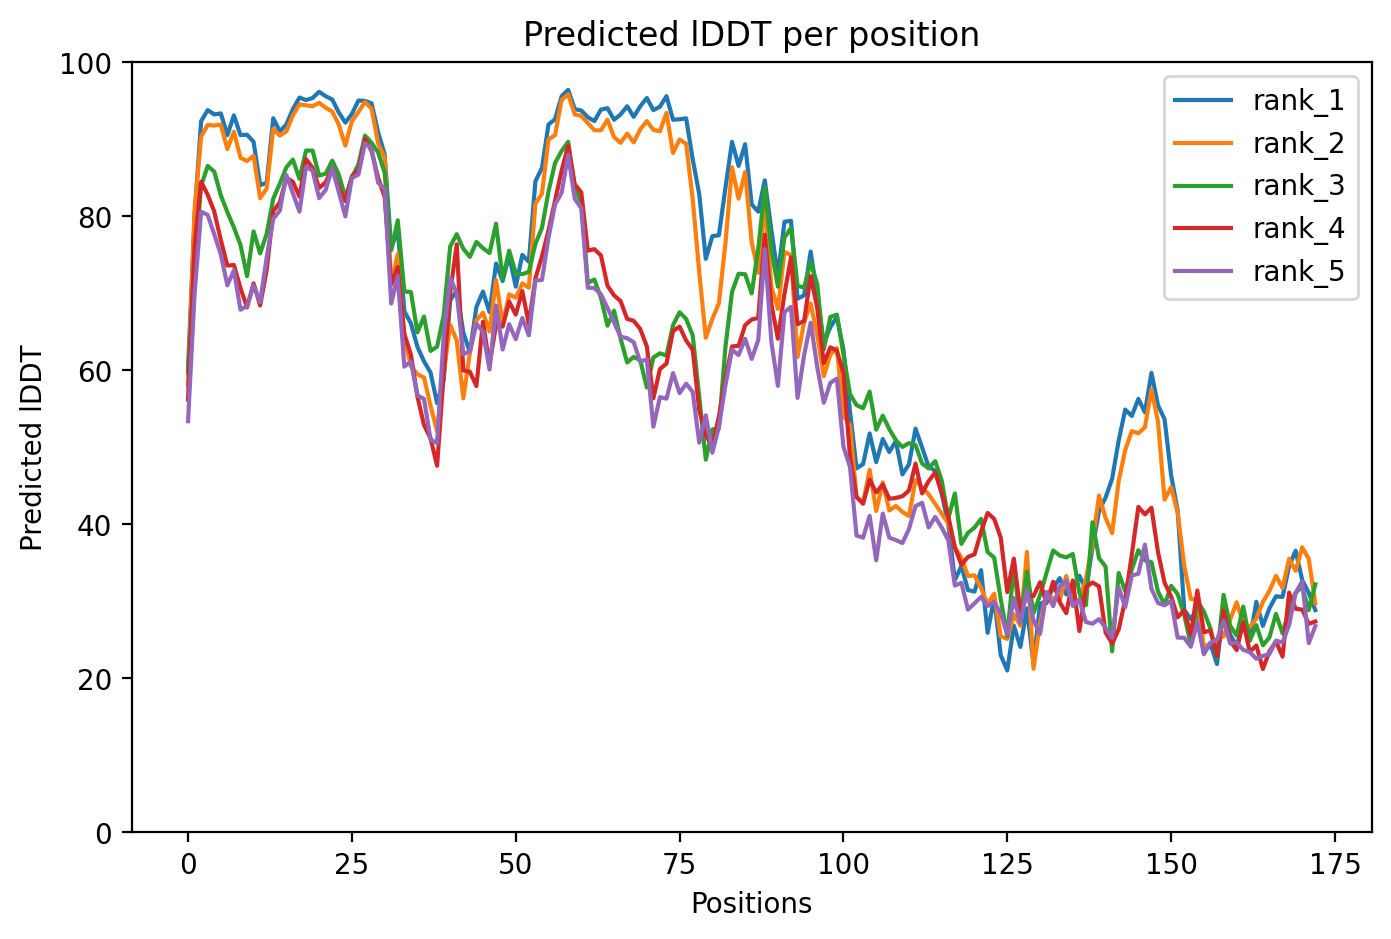 Predicted lDDT per position
100
80
60
40
20
0
Predicted lDDT
0 25 50 75 100 125 150 175
Positions
rank_1
rank_2
rank_3
rank_4
rank_5